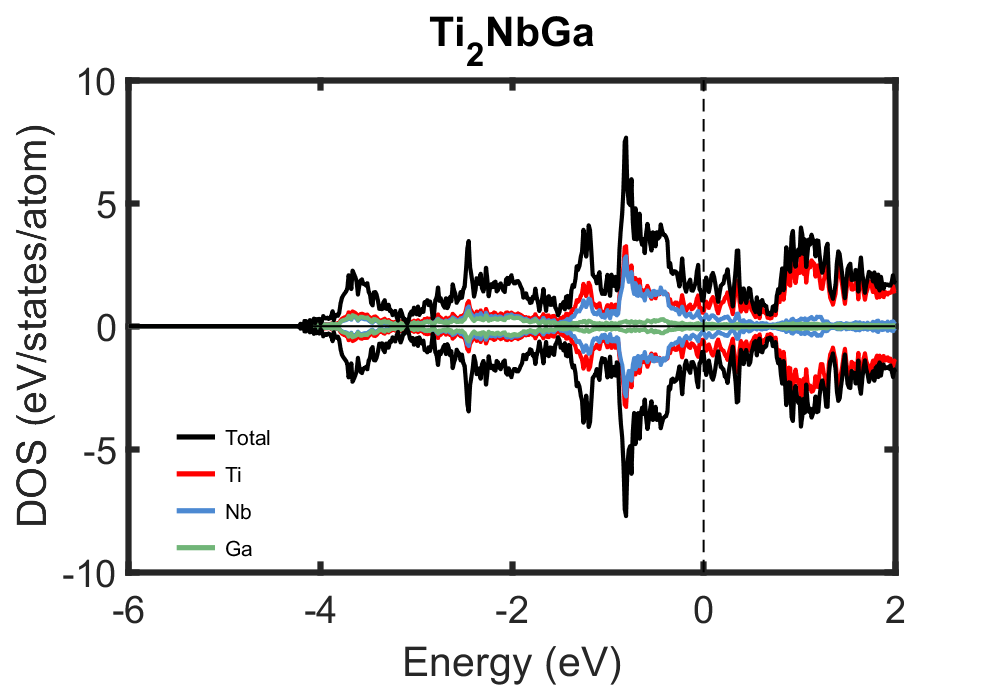 Ti2NbGa
10
5
0
-5
-10
DOS (eV/states/atom)
Total
Ti
Nb
Ga
-6 -4 -2 0 2
Energy (eV)